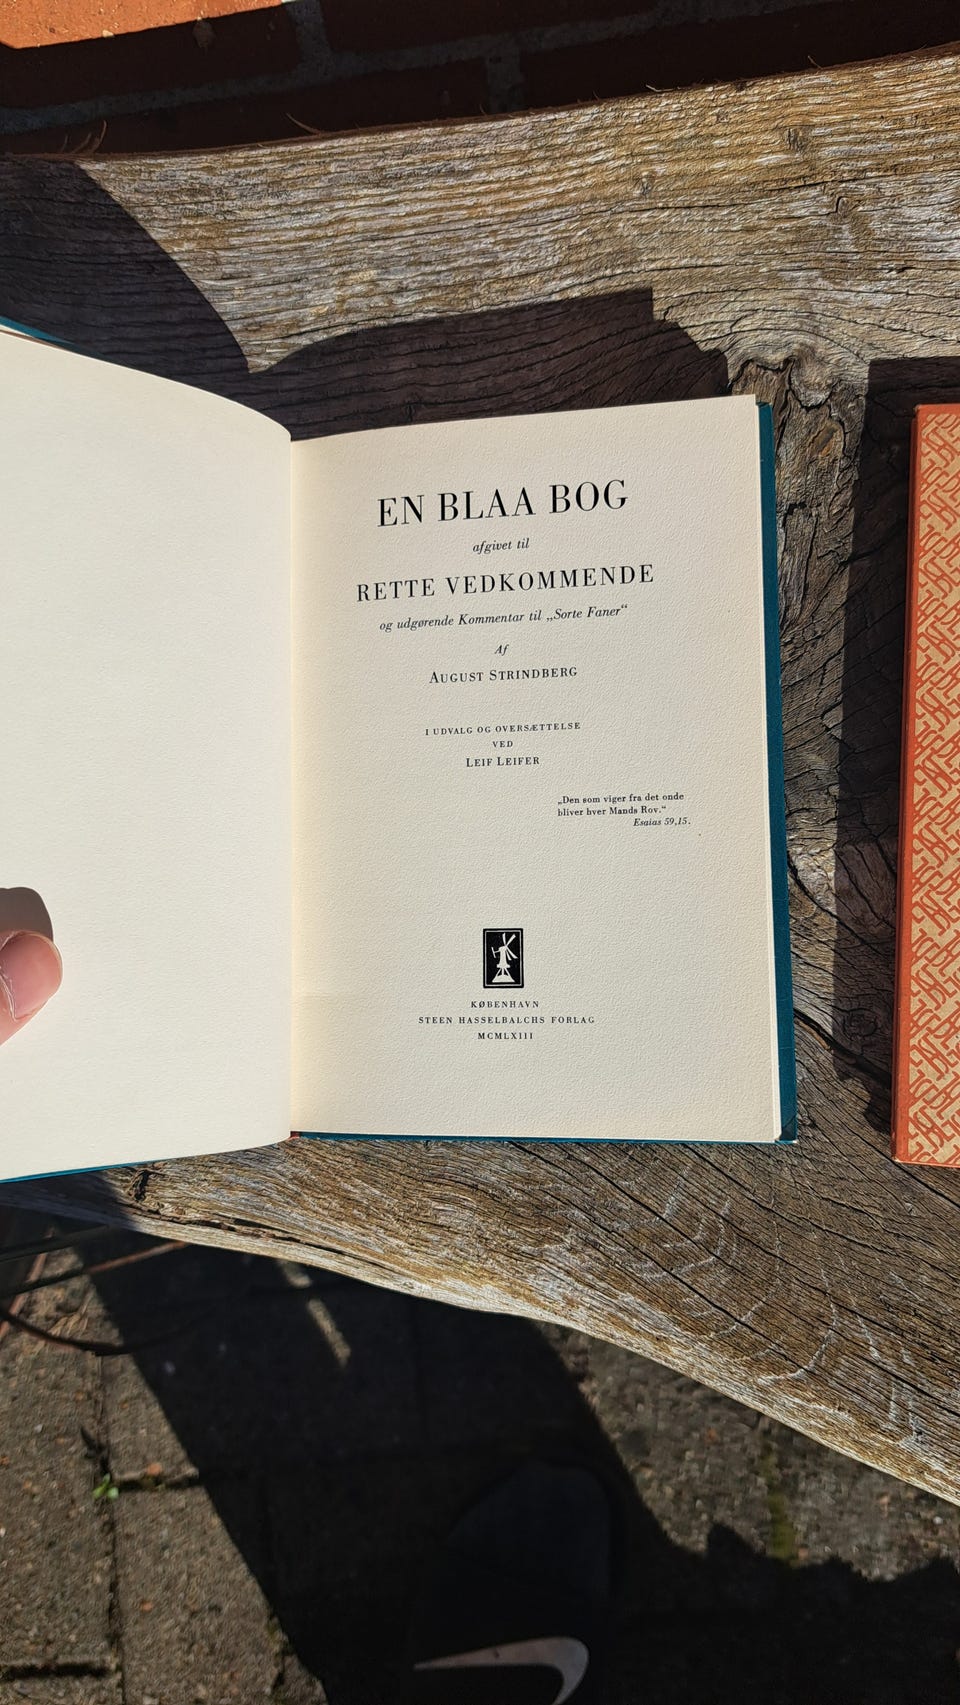 EN BLAA BOG
afgivet til
RETTE VEDKOMMENDE
og udgørende Kommentar til „Sorte Faner“
Af
AUGUST STRINDBERG
I UDVALG OG OVERSÆTTELSE
VED
LEIF LEIFER
„Den som viger fra det onde
bliver hver Mands Rov.“
Esaias 59,15.
KØBENHAVN
STEEN HASSELBALCHS FORLAG
MCMLXIII